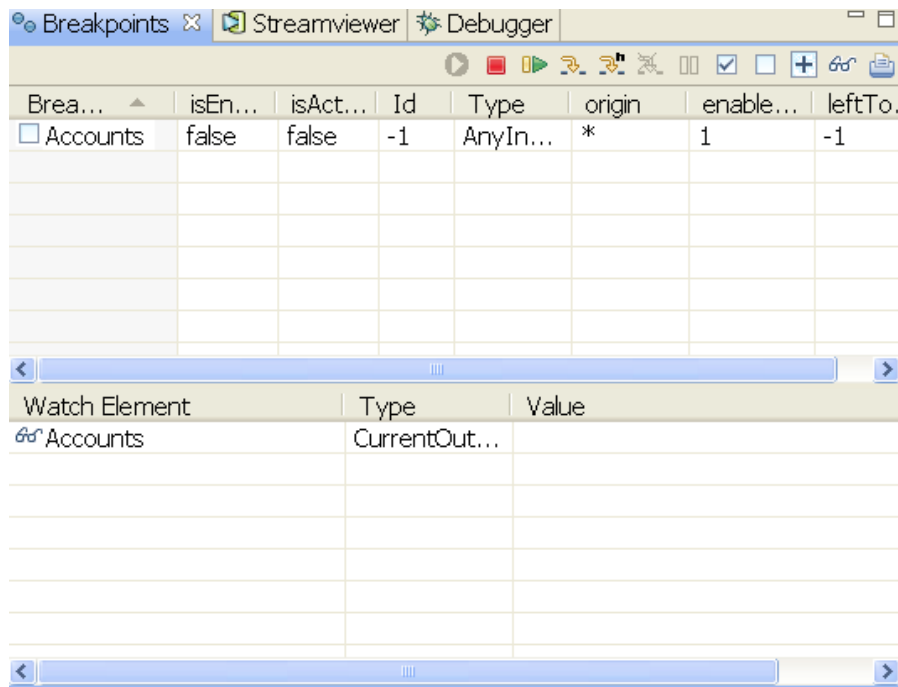 Breakpoints Streamviewer Debugger
Brea... isEn... isAct... Id Type origin enable... leftTo.
Accounts false false -1 AnyIn... * 1 -1
Watch Element Type Value
Accounts CurrentOut...